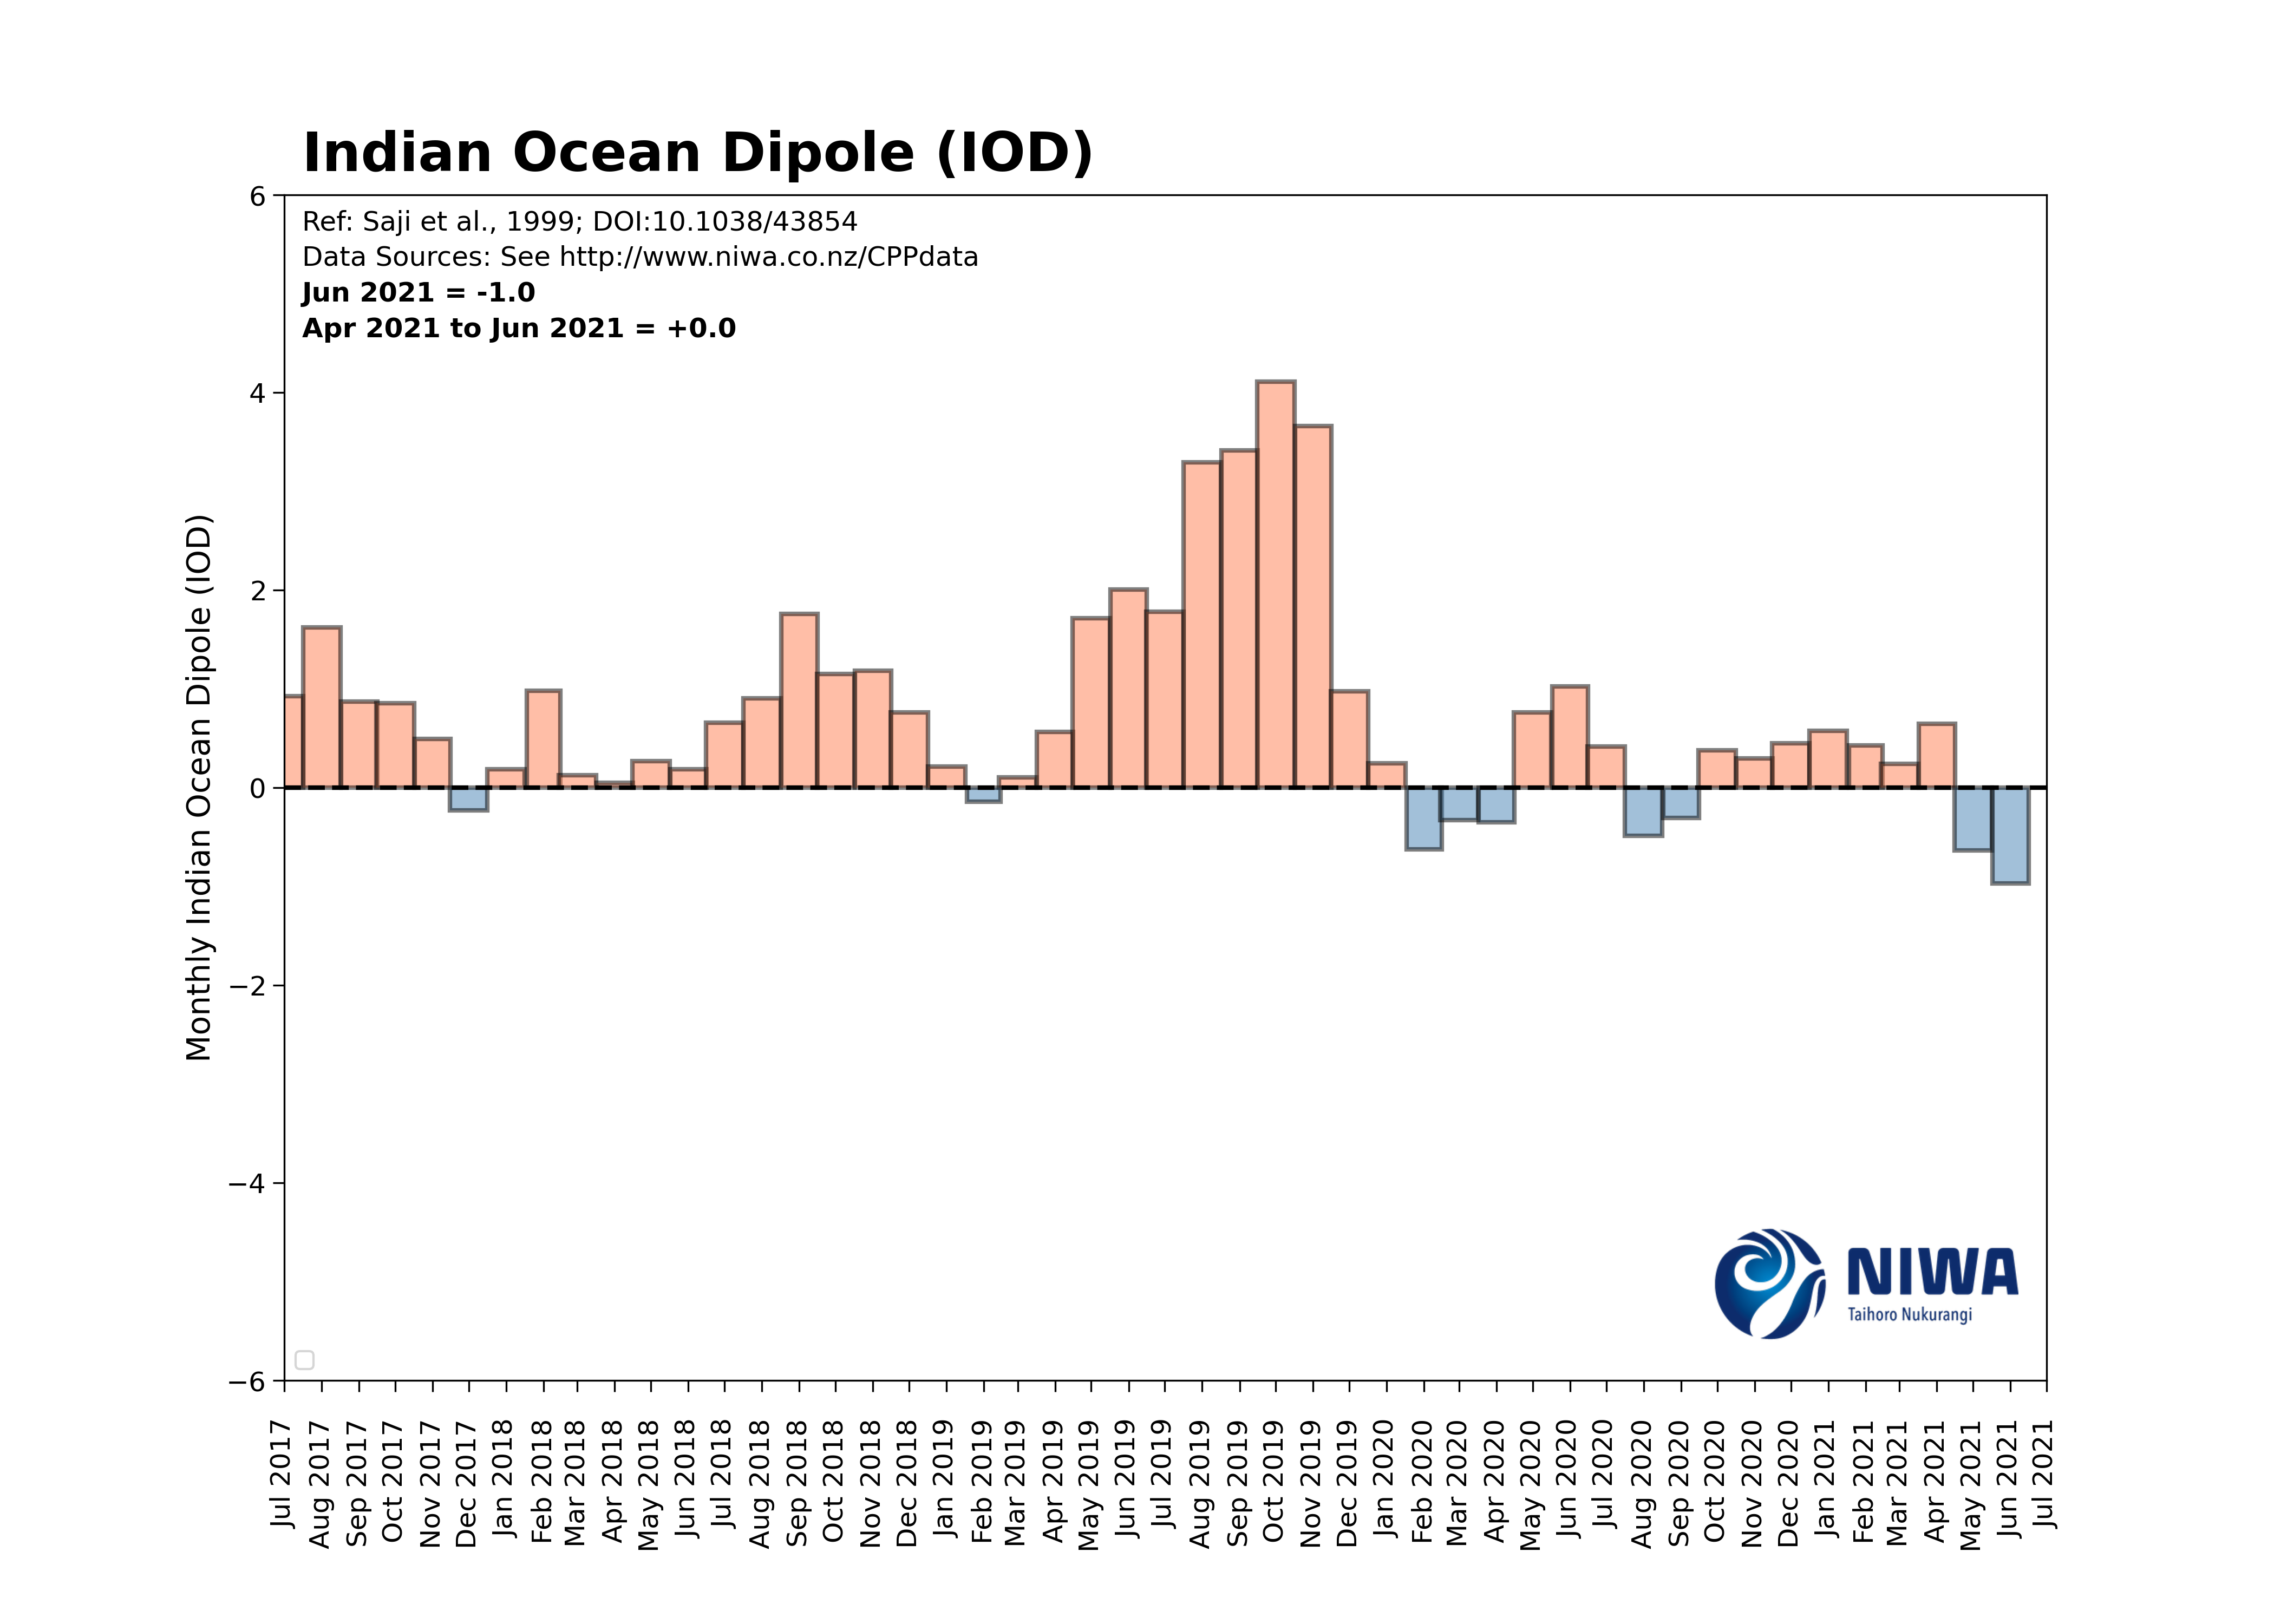 Indian Ocean Dipole (IOD)
Ref: Saji et al., 1999; DOI:10.1038/43854
Data Sources: See http://www.niwa.co.nz/CPPdata
Jun 2021 = -1.0
Apr 2021 to Jun 2021 = +0.0
Monthly Indian Ocean Dipole (IOD)
6
4
2
0
−2
−4
−6
NIWA
Taihoro Nukurangi
Jul 2017
Aug 2017
Sep 2017
Oct 2017
Nov 2017
Dec 2017
Jan 2018
Feb 2018
Mar 2018
Apr 2018
May 2018
Jun 2018
Jul 2018
Aug 2018
Sep 2018
Oct 2018
Nov 2018
Dec 2018
Jan 2019
Feb 2019
Mar 2019
Apr 2019
May 2019
Jun 2019
Jul 2019
Aug 2019
Sep 2019
Oct 2019
Nov 2019
Dec 2019
Jan 2020
Feb 2020
Mar 2020
Apr 2020
May 2020
Jun 2020
Jul 2020
Aug 2020
Sep 2020
Oct 2020
Nov 2020
Dec 2020
Jan 2021
Feb 2021
Mar 2021
Apr 2021
May 2021
Jun 2021
Jul 2021